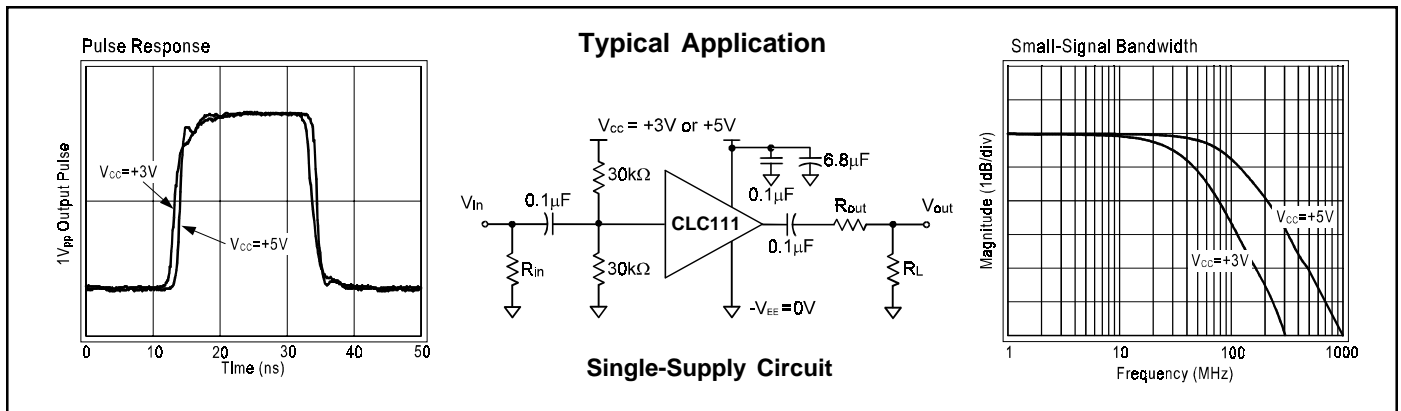 Pulse Response
1Vpp Output Pulse
Vcc=+3V
Vcc=+5V
0 10 20 30 40 50
Time (ns)
Typical Application
Vcc = +3V or +5V
30kΩ
0.1μF
6.8μF
Vin
0.1μF
CLC111
Rout
Vout
0.1μF
Rin
30kΩ
RL
-VEE=0V
Single-Supply Circuit
Small-Signal Bandwidth
Magnitude (1dB/div)
Vcc=+5V
Vcc=+3V
1 10 100 1000
Frequency (MHz)